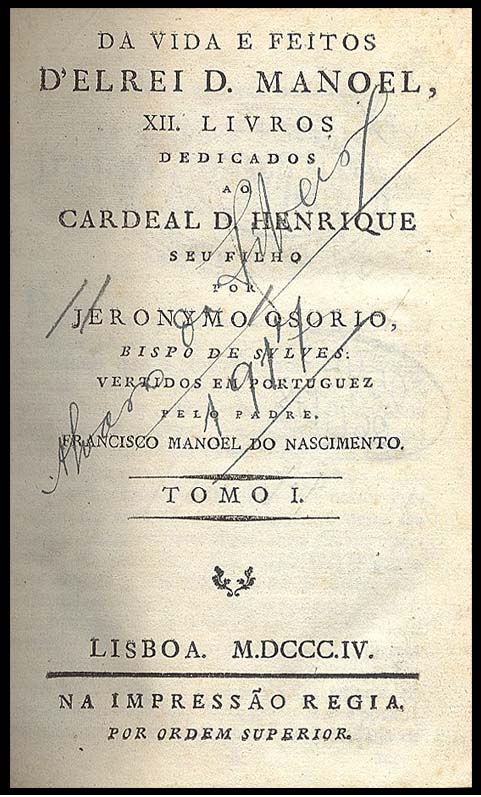 DA VIDA E FEITOS
D'ELREI D. MANOEL,
XII. LIVROS
DEDICADOS
AO
CARDEAL D. HENRIQUE
SEU FILHO
POR
JERONYMO OSORIO,
BISPO DE SYLVES:
VERTIDOS EM PORTUGUEZ
PELO PADRE.
FRANCISCO MANOEL DO NASCIMENTO.
TOMO I.
LISBOA. M.DCCC.IV.
NA IMPRESSÃO REGIA.
POR ORDEM SUPERIOR.